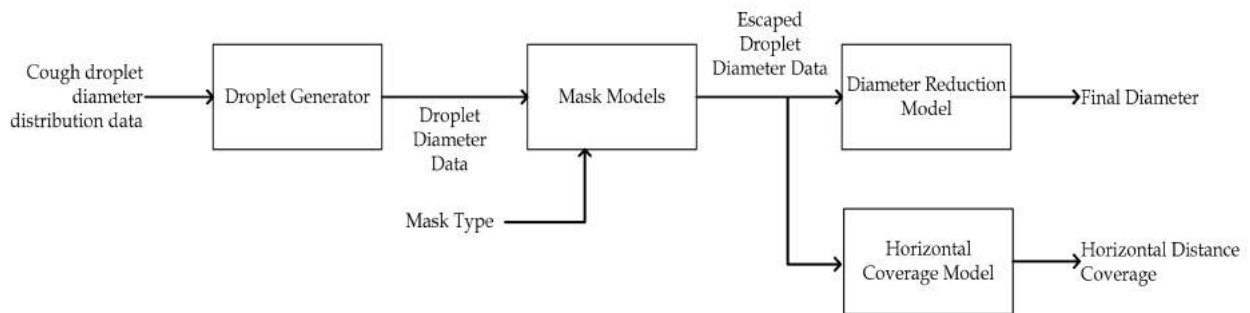 Cough droplet
diameter
distribution data
Droplet Generator
Droplet
Diameter
Data
Mask Type
Mask Models
Escaped
Droplet
Diameter Data
Diameter Reduction
Model
Final Diameter
Horizontal
Coverage Model
Horizontal Distance
Coverage